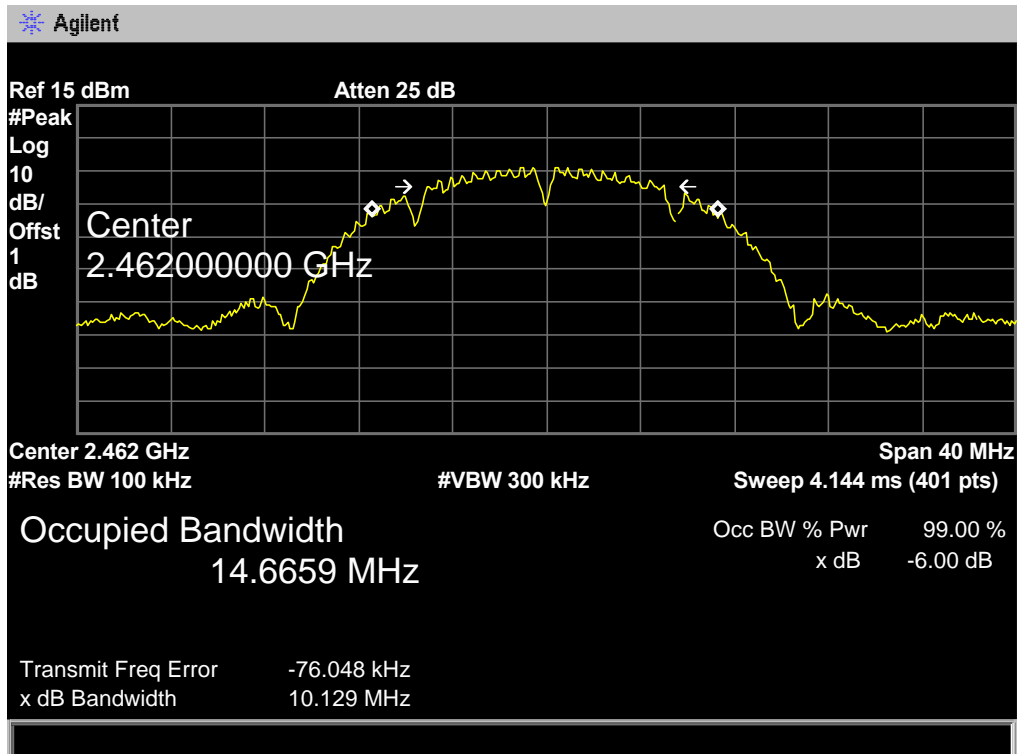 Agilent
Ref 15 dBm Atten 25 dB
#Peak
Log
10
dB/
Offst
1
dB
Center
2.462000000 GHz
Center 2.462 GHz Span 40 MHz
#Res BW 100 kHz #VBW 300 kHz Sweep 4.144 ms (401 pts)
Occupied Bandwidth Occ BW % Pwr 99.00 %
14.6659 MHz x dB -6.00 dB
Transmit Freq Error -76.048 kHz
x dB Bandwidth 10.129 MHz